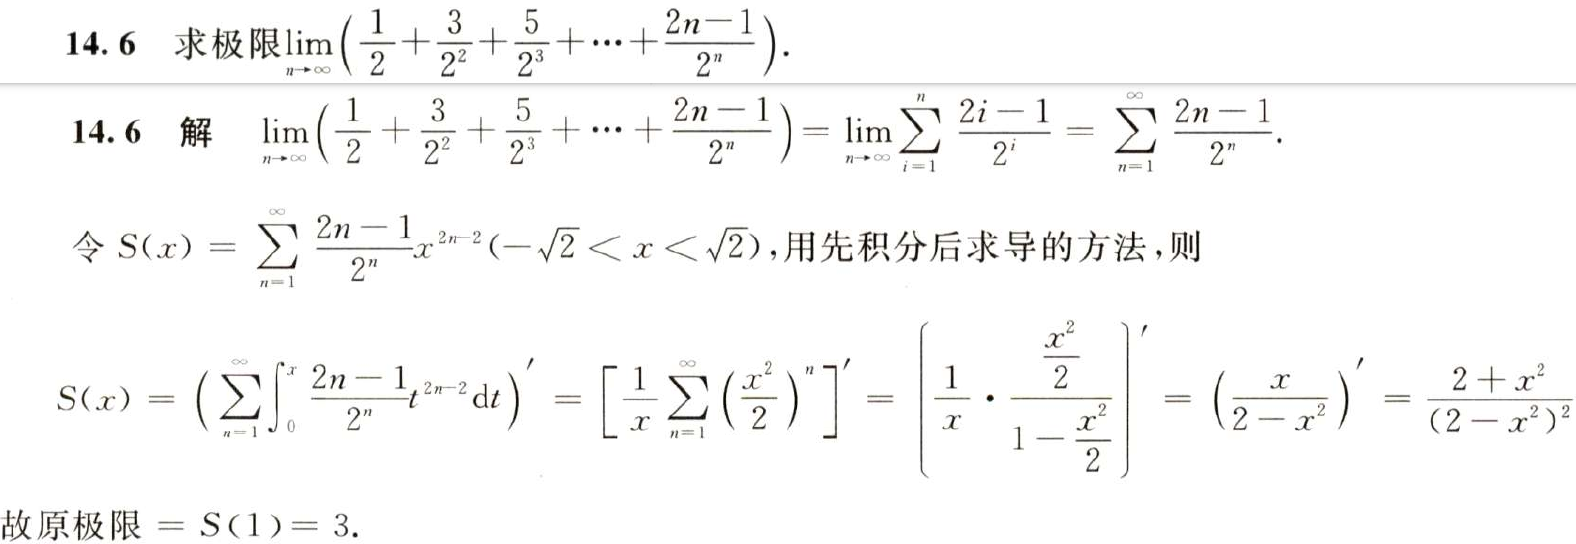 14.6 求极限$\lim_{n\to\infty}\left(\frac{1}{2}+\frac{3}{2^2}+\frac{5}{2^3}+\cdots+\frac{2n-1}{2^n}\right)$.
14.6 解 $\lim_{n\to\infty}\left(\frac{1}{2}+\frac{3}{2^2}+\frac{5}{2^3}+\cdots+\frac{2n-1}{2^n}\right)=\lim_{n\to\infty}\sum_{i=1}^{n}\frac{2i-1}{2^i}=\sum_{n=1}^{\infty}\frac{2n-1}{2^n}$.
令 $S(x)=\sum_{n=1}^{\infty}\frac{2n-1}{2^n}x^{2n-2}(-\sqrt{2}<x<\sqrt{2})$,用先积分后求导的方法,则
$S(x)=\left(\sum_{n=1}^{\infty}\int_0^x\frac{2n-1}{2^n}t^{2n-2}dt\right)'=\left[\frac{1}{x}\sum_{n=1}^{\infty}\left(\frac{x^2}{2}\right)^n\right]'=\left(\frac{1}{x}\cdot\frac{\frac{x^2}{2}}{1-\frac{x^2}{2}}\right)'=\left(\frac{x}{2-x^2}\right)'=\frac{2+x^2}{(2-x^2)^2}$
故原极限 $=S(1)=3$.